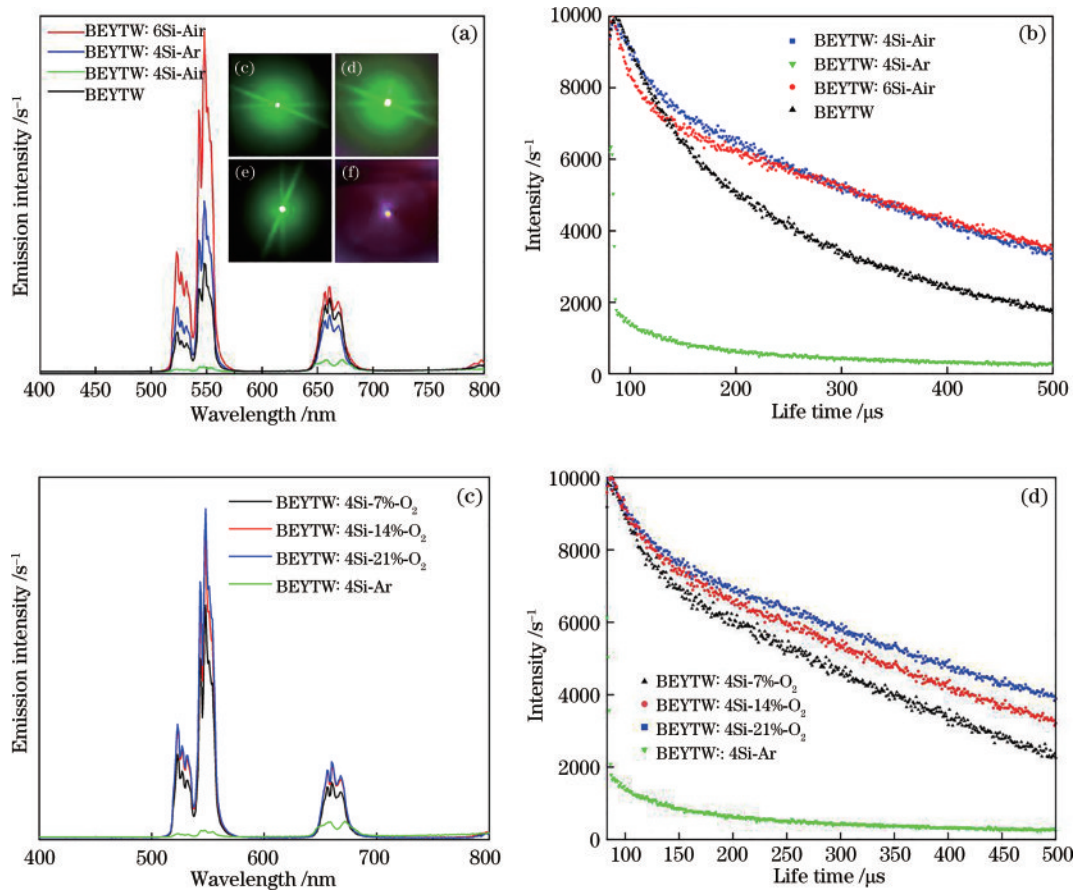 (a)
BEYTW: 6Si-Air
BEYTW: 4Si-Ar
BEYTW: 4Si-Air
BEYTW
(c)
(d)
(e)
(f)
Emission intensity /s⁻¹
400 450 500 550 600 650 700 750 800
Wavelength /nm
(b)
BEYTW: 4Si-Air
BEYTW: 4Si-Ar
BEYTW: 6Si-Air
BEYTW
Intensity /s⁻¹
10000
8000
6000
4000
2000
0
100 200 300 400 500
Life time /μs
(c)
BEYTW: 4Si-7%-O₂
BEYTW: 4Si-14%-O₂
BEYTW: 4Si-21%-O₂
BEYTW: 4Si-Ar
Emission intensity /s⁻¹
400 500 600 700 800
Wavelength /nm
(d)
Intensity /s⁻¹
10000
8000
6000
4000
2000
0
BEYTW: 4Si-7%-O₂
BEYTW: 4Si-14%-O₂
BEYTW: 4Si-21%-O₂
BEYTW:: 4Si-Ar
100 150 200 250 300 350 400 450 500
Life time /μs